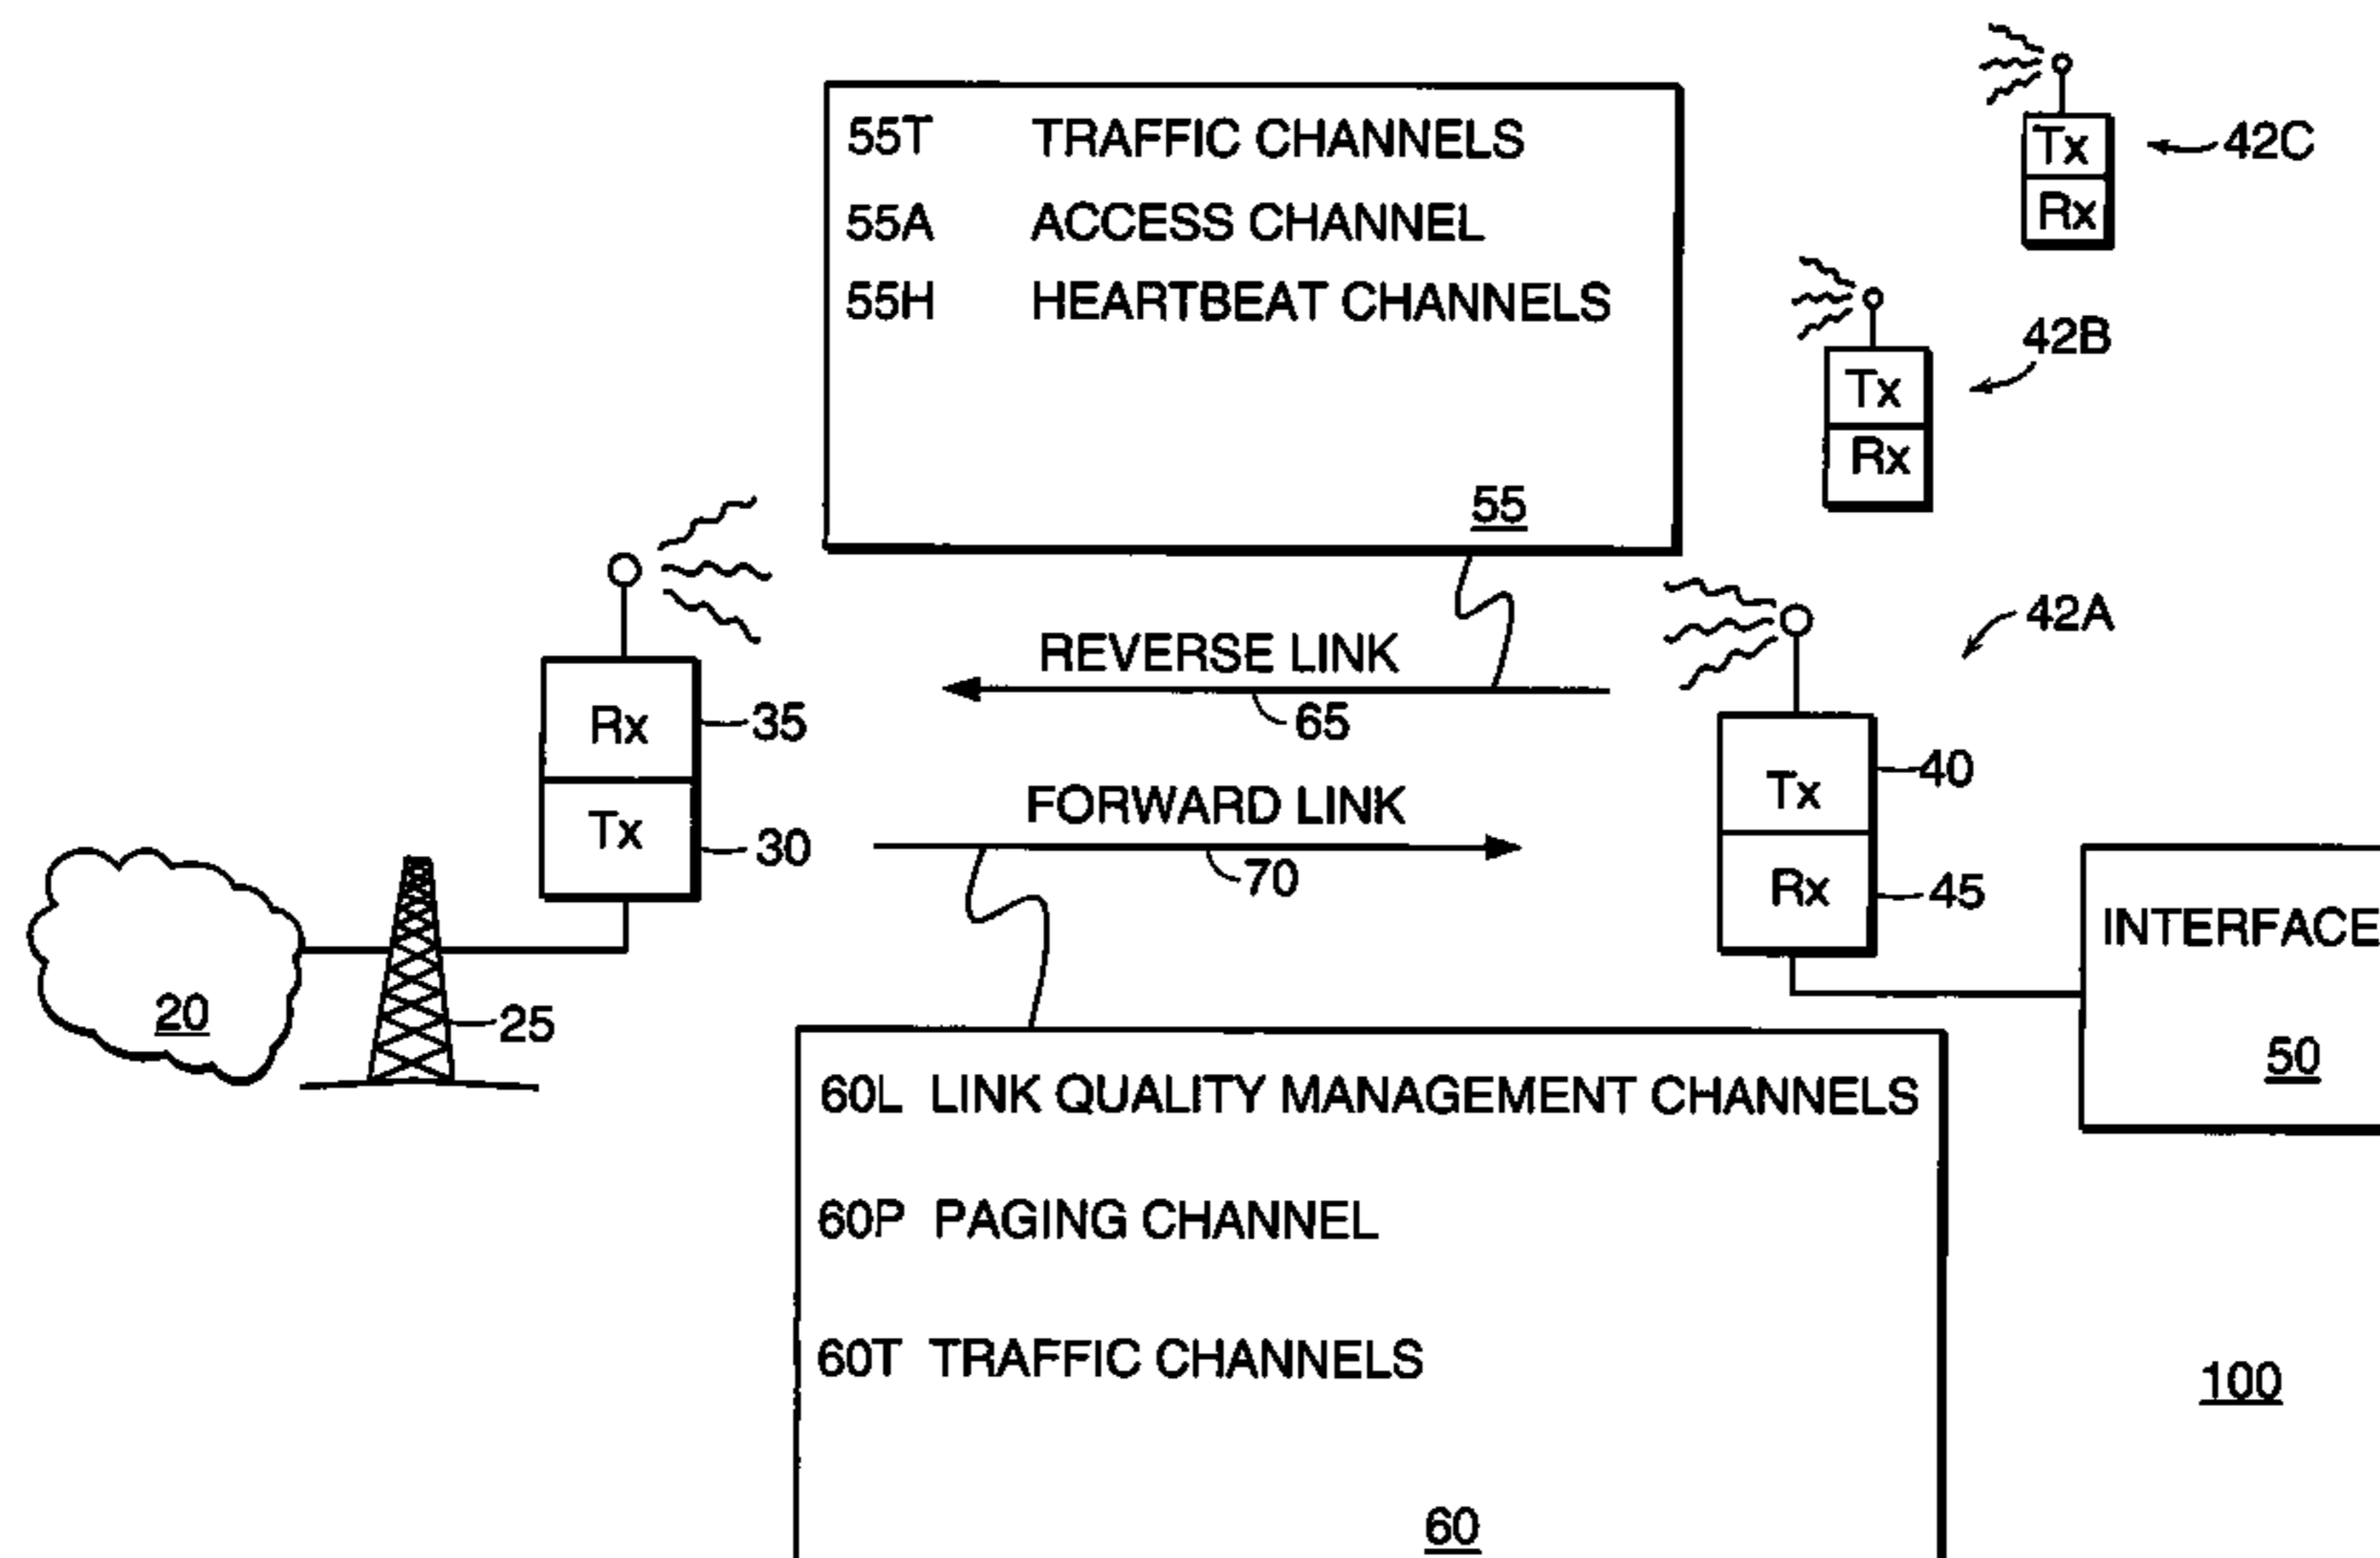 55T TRAFFIC CHANNELS
55A ACCESS CHANNEL
55H HEARTBEAT CHANNELS
55
Tx
Rx
42C
Tx
Rx
42B
42A
REVERSE LINK
65
Rx
35
Tx
30
FORWARD LINK
70
Tx
40
Rx
45
INTERFACE
50
20
25
60L LINK QUALITY MANAGEMENT CHANNELS
60P PAGING CHANNEL
60T TRAFFIC CHANNELS
60
100